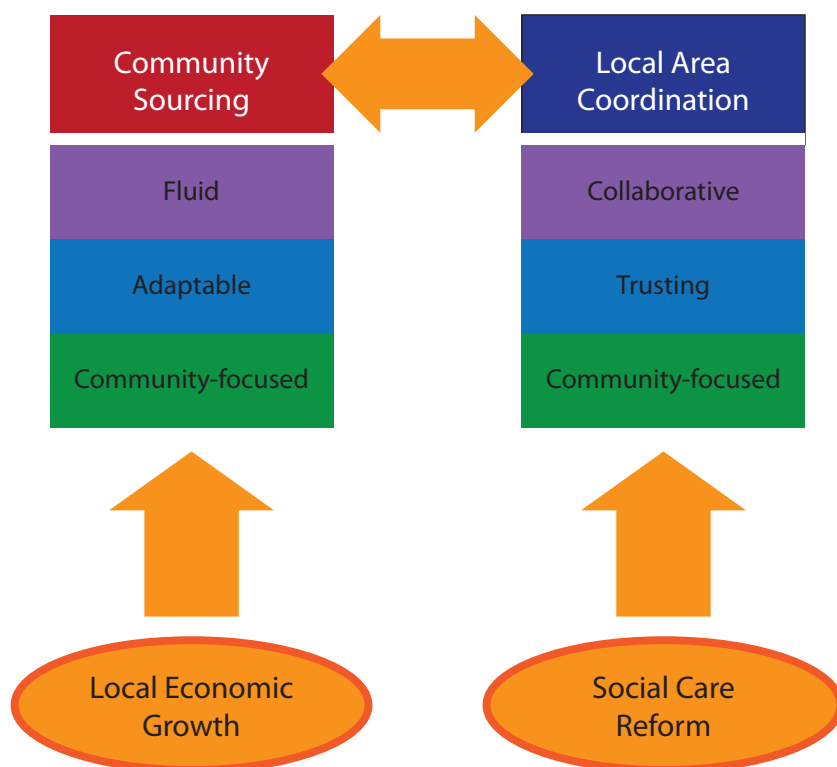 Community
Sourcing
Local Area
Coordination
Fluid
Collaborative
Adaptable
Trusting
Community-focused
Community-focused
Local Economic
Growth
Social Care
Reform